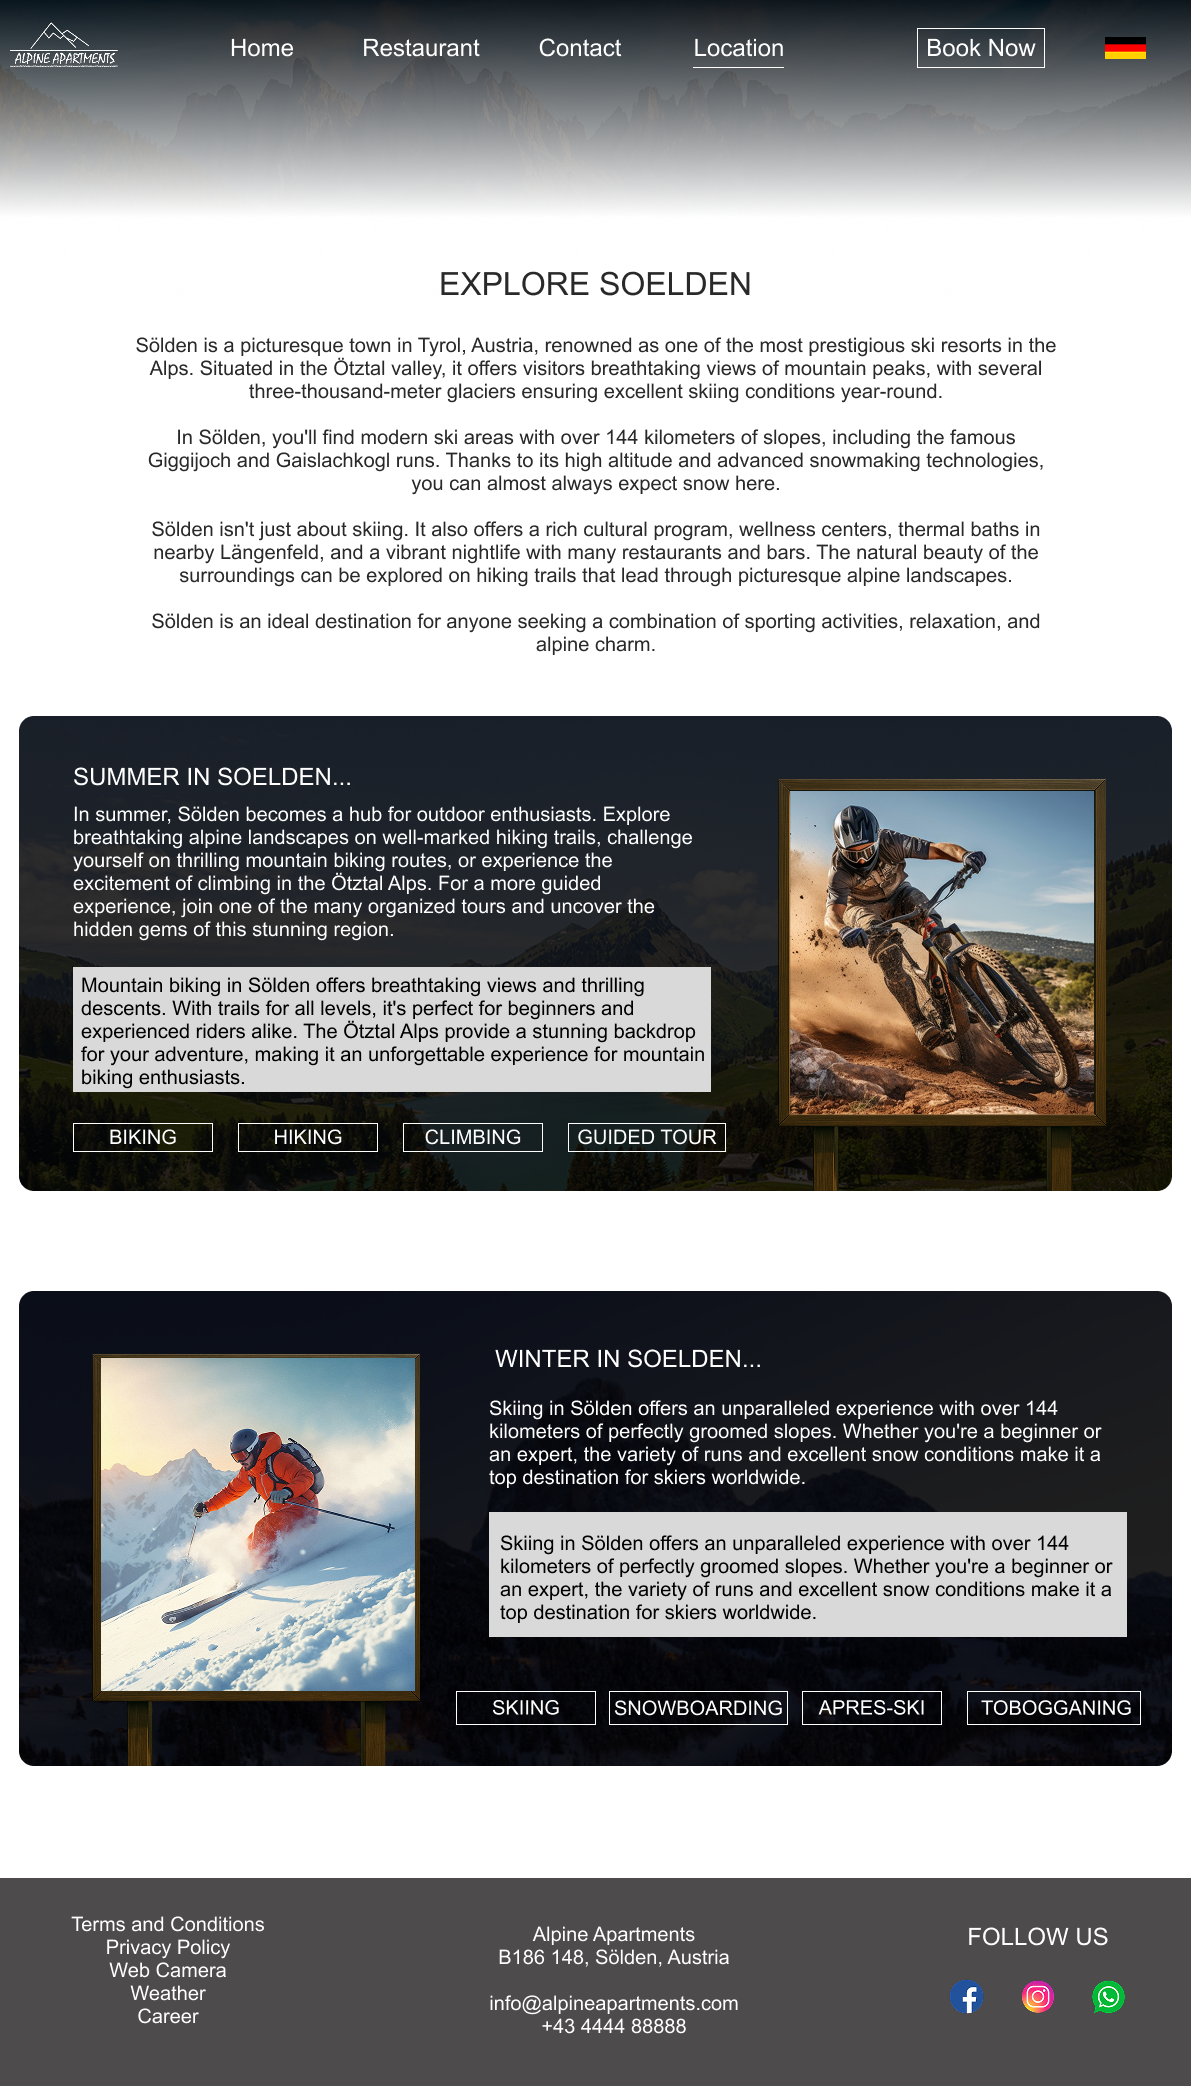 ALPINE APARTMENTS
Home
Restaurant
Contact
Location
Book Now
EXPLORE SOELDEN
Sölden is a picturesque town in Tyrol, Austria, renowned as one of the most prestigious ski resorts in the
Alps. Situated in the Ötztal valley, it offers visitors breathtaking views of mountain peaks, with several
three-thousand-meter glaciers ensuring excellent skiing conditions year-round.
In Sölden, you'll find modern ski areas with over 144 kilometers of slopes, including the famous
Giggijoch and Gaislachkogl runs. Thanks to its high altitude and advanced snowmaking technologies,
you can almost always expect snow here.
Sölden isn't just about skiing. It also offers a rich cultural program, wellness centers, thermal baths in
nearby Längenfeld, and a vibrant nightlife with many restaurants and bars. The natural beauty of the
surroundings can be explored on hiking trails that lead through picturesque alpine landscapes.
Sölden is an ideal destination for anyone seeking a combination of sporting activities, relaxation, and
alpine charm.
SUMMER IN SOELDEN...
In summer, Sölden becomes a hub for outdoor enthusiasts. Explore
breathtaking alpine landscapes on well-marked hiking trails, challenge
yourself on thrilling mountain biking routes, or experience the
excitement of climbing in the Ötztal Alps. For a more guided
experience, join one of the many organized tours and uncover the
hidden gems of this stunning region.
Mountain biking in Sölden offers breathtaking views and thrilling
descents. With trails for all levels, it's perfect for beginners and
experienced riders alike. The Ötztal Alps provide a stunning backdrop
for your adventure, making it an unforgettable experience for mountain
biking enthusiasts.
BIKING
HIKING
CLIMBING
GUIDED TOUR
WINTER IN SOELDEN...
Skiing in Sölden offers an unparalleled experience with over 144
kilometers of perfectly groomed slopes. Whether you're a beginner or
an expert, the variety of runs and excellent snow conditions make it a
top destination for skiers worldwide.
Skiing in Sölden offers an unparalleled experience with over 144
kilometers of perfectly groomed slopes. Whether you're a beginner or
an expert, the variety of runs and excellent snow conditions make it a
top destination for skiers worldwide.
SKIING
SNOWBOARDING
APRES-SKI
TOBOGGANING
Terms and Conditions
Privacy Policy
Web Camera
Weather
Career
Alpine Apartments
B186 148, Sölden, Austria
info@alpineapartments.com
+43 4444 88888
FOLLOW US